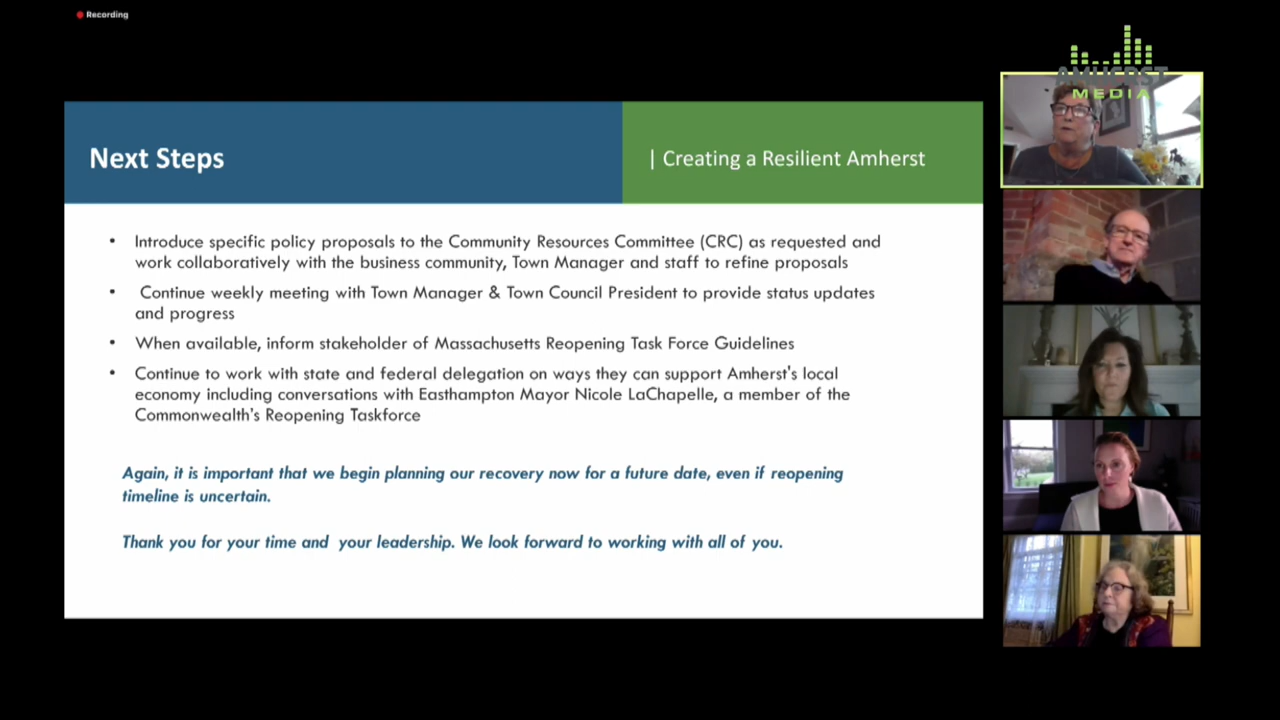 Recording
AMHERST
MEDIA
Next Steps
| Creating a Resilient Amherst
• Introduce specific policy proposals to the Community Resources Committee (CRC) as requested and
work collaboratively with the business community, Town Manager and staff to refine proposals
• Continue weekly meeting with Town Manager & Town Council President to provide status updates
and progress
• When available, inform stakeholder of Massachusetts Reopening Task Force Guidelines
• Continue to work with state and federal delegation on ways they can support Amherst's local
economy including conversations with Easthampton Mayor Nicole LaChapelle, a member of the
Commonwealth's Reopening Taskforce
Again, it is important that we begin planning our recovery now for a future date, even if reopening
timeline is uncertain.
Thank you for your time and your leadership. We look forward to working with all of you.